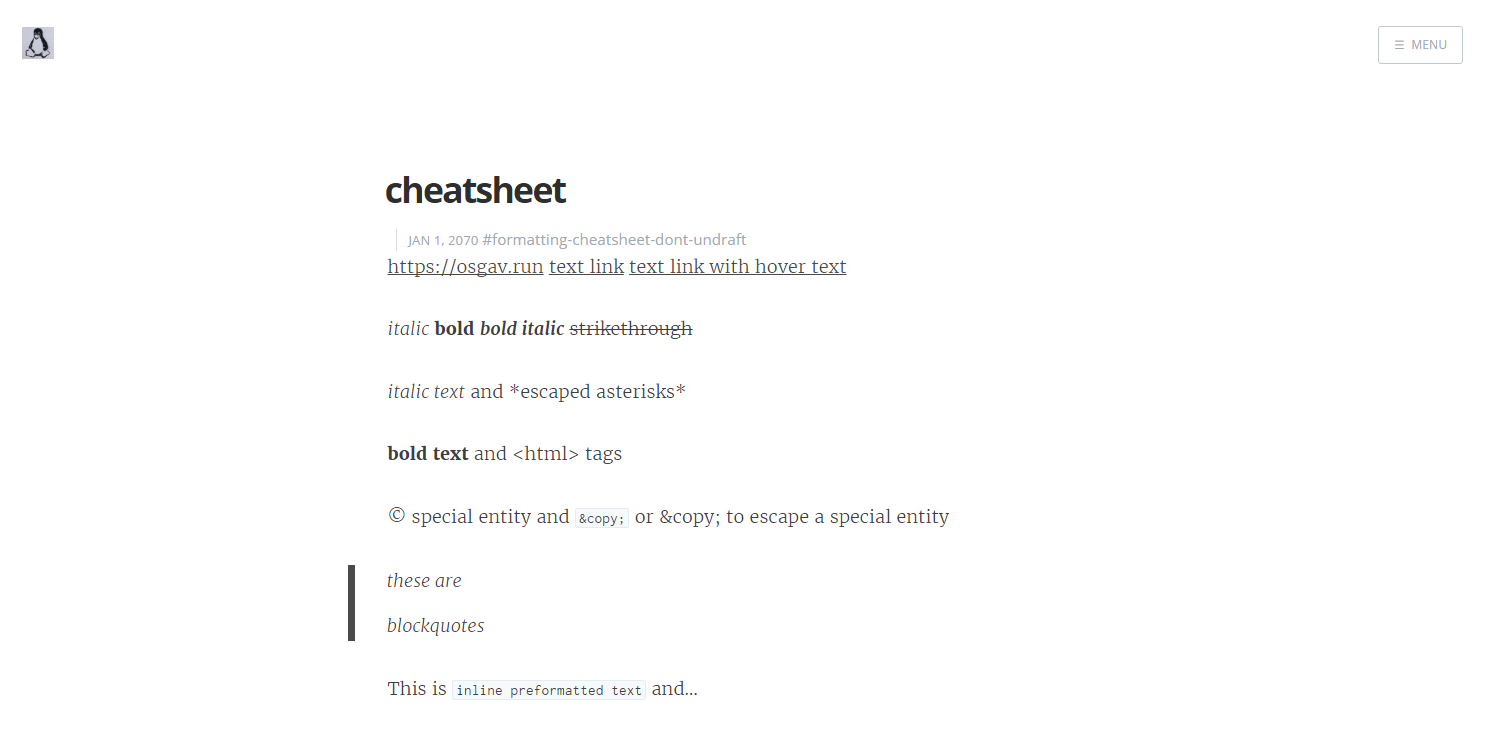 ☰ MENU
cheatsheet
JAN 1, 2070 #formatting-cheatsheet-dont-undraft
https://osgav.run text link text link with hover text
italic bold bold italic strikethrough
italic text and *escaped asterisks*
bold text and <html> tags
© special entity and &copy; or &copy; to escape a special entity
these are
blockquotes
This is inline preformatted text and...